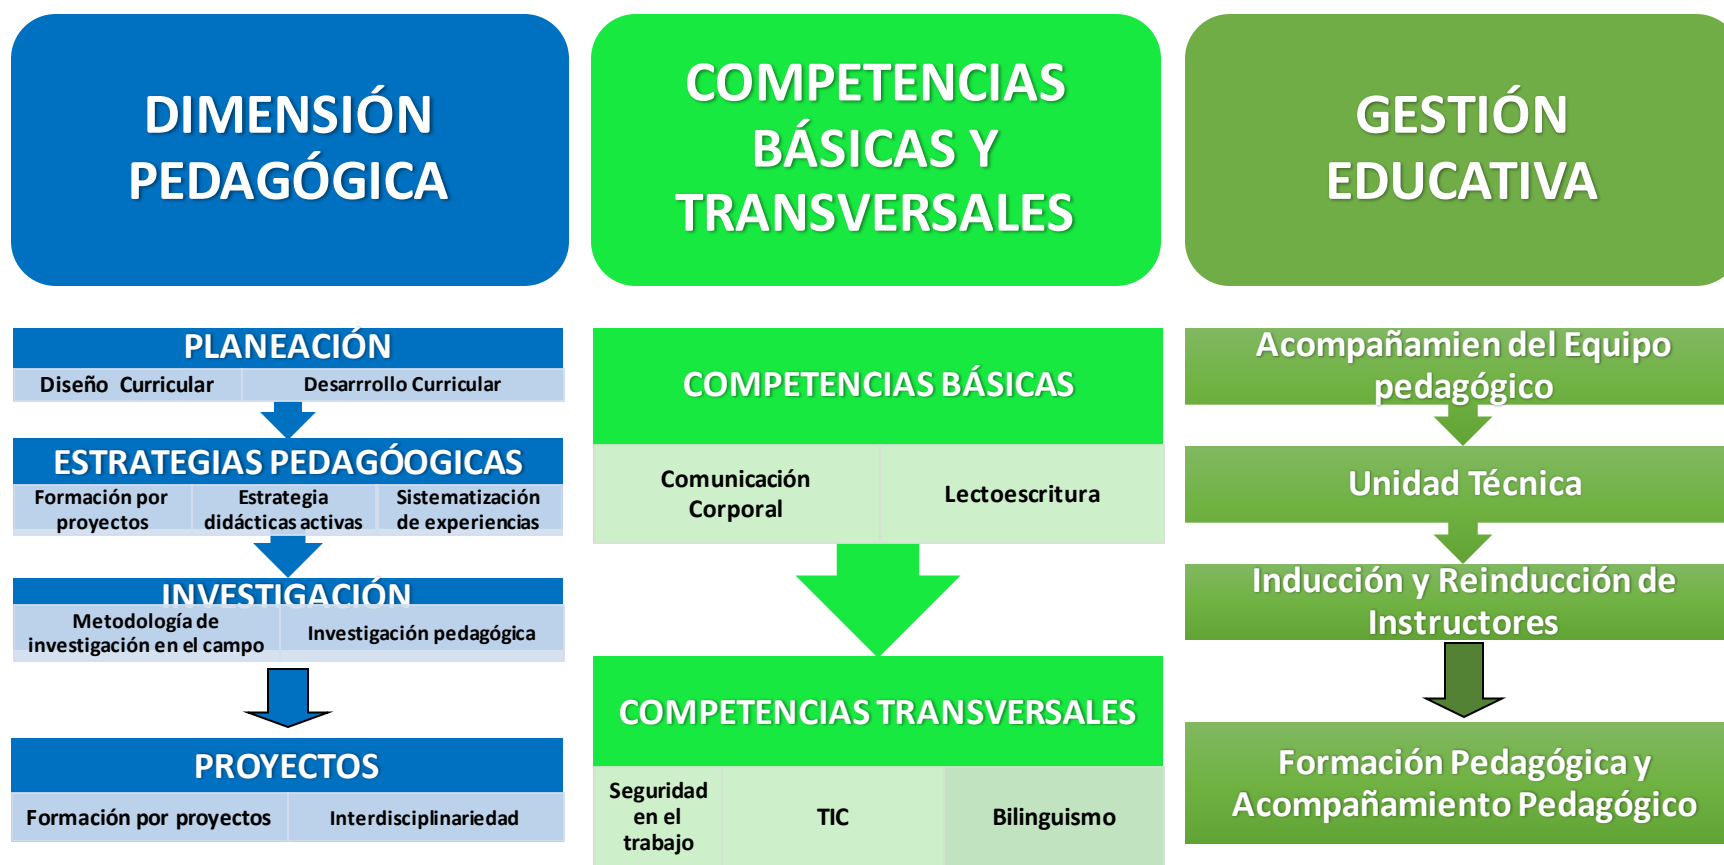 DIMENSIÓN
PEDAGÓGICA
PLANEACIÓN
Diseño Curricular
Desarrrollo Curricular
ESTRATEGIAS PEDAGÓOGICAS
Formación por
proyectos
Estrategia
didácticas activas
Sistematización
de experiencias
INVESTIGACIÓN
Metodología de
investigación en el campo
Investigación pedagógica
PROYECTOS
Formación por proyectos
Interdisciplinariedad
COMPETENCIAS
BÁSICAS Y
TRANSVERSALES
COMPETENCIAS BÁSICAS
Comunicación
Corporal
Lectoescritura
COMPETENCIAS TRANSVERSALES
Seguridad
en el
trabajo
TIC
Bilinguismo
GESTIÓN
EDUCATIVA
Acompañamien del Equipo
pedagógico
Unidad Técnica
Inducción y Reinducción de
Instructores
Formación Pedagógica y
Acompañamiento Pedagógico